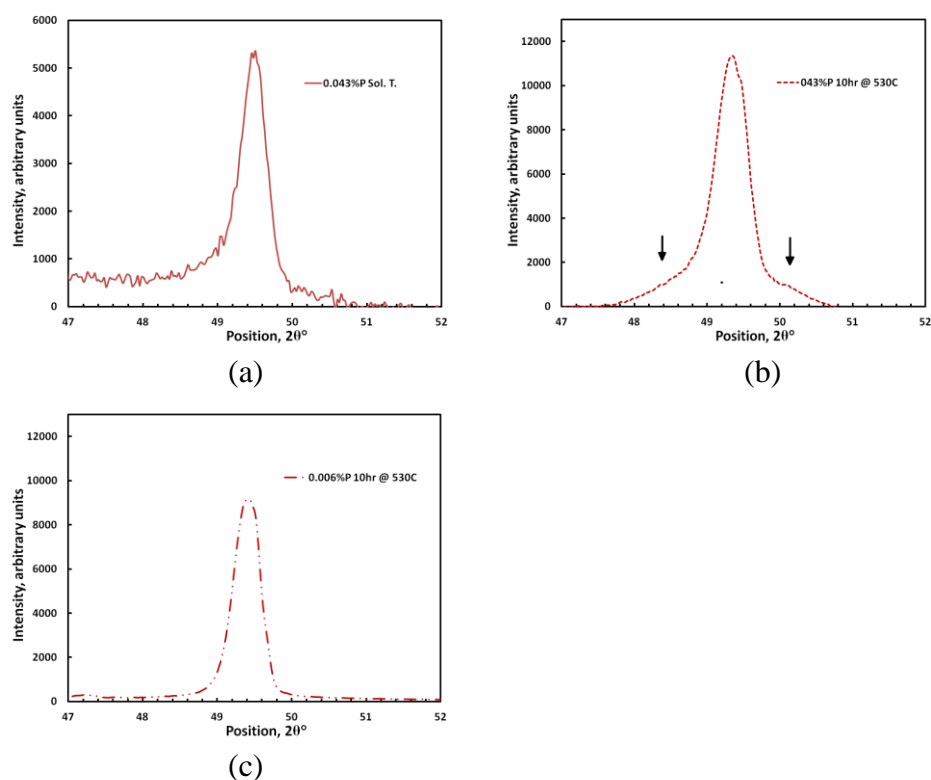 6000
5000
4000
3000
2000
1000
0
Intensity, arbitrary units
0.043%P Sol. T.
47 48 49 50 51 52
Position, 2θ°
(a)
12000
10000
8000
6000
4000
2000
0
Intensity, arbitrary units
043%P 10hr @ 530C
47 48 49 50 51 52
Position, 2θ°
(b)
12000
10000
8000
6000
4000
2000
0
Intensity, arbitrary units
0.006%P 10hr @ 530C
47 48 49 50 51 52
Position, 2θ°
(c)